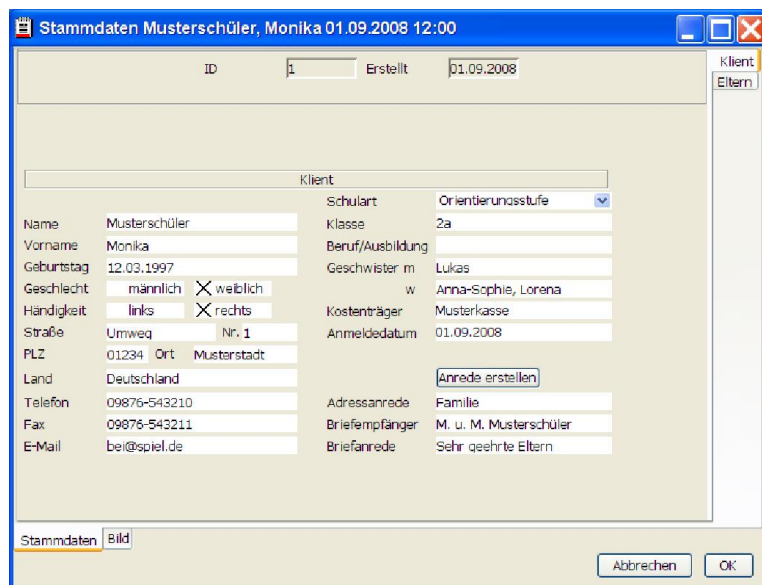 Stammdaten Musterschüler, Monika 01.09.2008 12:00
ID 1 Erstellt 01.09.2008
Klient
Eltern
Klient
Schulart Orientierungsstufe
Name Musterschüler Klasse 2a
Vorname Monika Beruf/Ausbildung
Geburtstag 12.03.1997 Geschwister m Lukas
Geschlecht männlich X weiblich w Anna-Sophie, Lorena
Händigkeit links X rechts Kostenträger Musterkasse
Straße Umweg Nr. 1 Anmeldedatum 01.09.2008
PLZ 01234 Ort Musterstadt
Land Deutschland Anrede erstellen
Telefon 09876-543210 Adressanrede Familie
Fax 09876-543211 Briefempfänger M. u. M. Musterschüler
E-Mail bei@spiel.de Briefanrede Sehr geehrte Eltern
Stammdaten Bild
Abbrechen OK